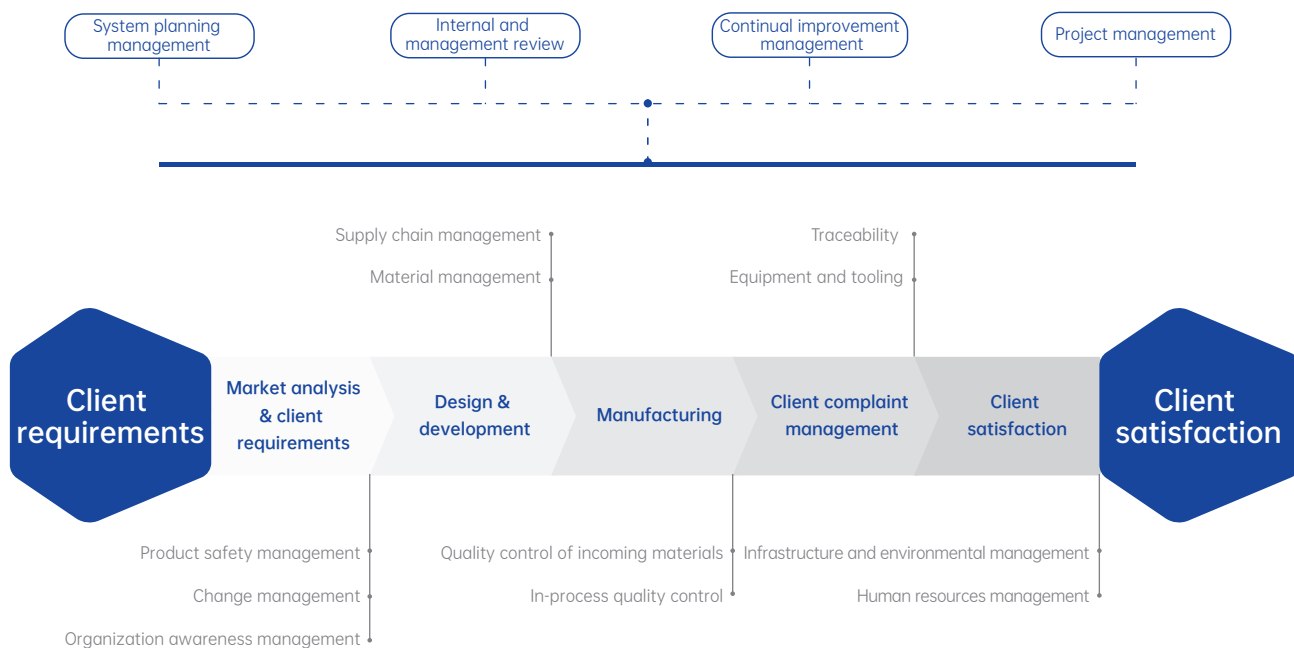 System planning
management
Internal and
management review
Continual improvement
management
Project management
Supply chain management
Material management
Traceability
Equipment and tooling
Client
requirements
Market analysis
& client
requirements
Design &
development
Manufacturing
Client complaint
management
Client
satisfaction
Client
satisfaction
Product safety management
Change management
Organization awareness management
Quality control of incoming materials
In-process quality control
Infrastructure and environmental management
Human resources management